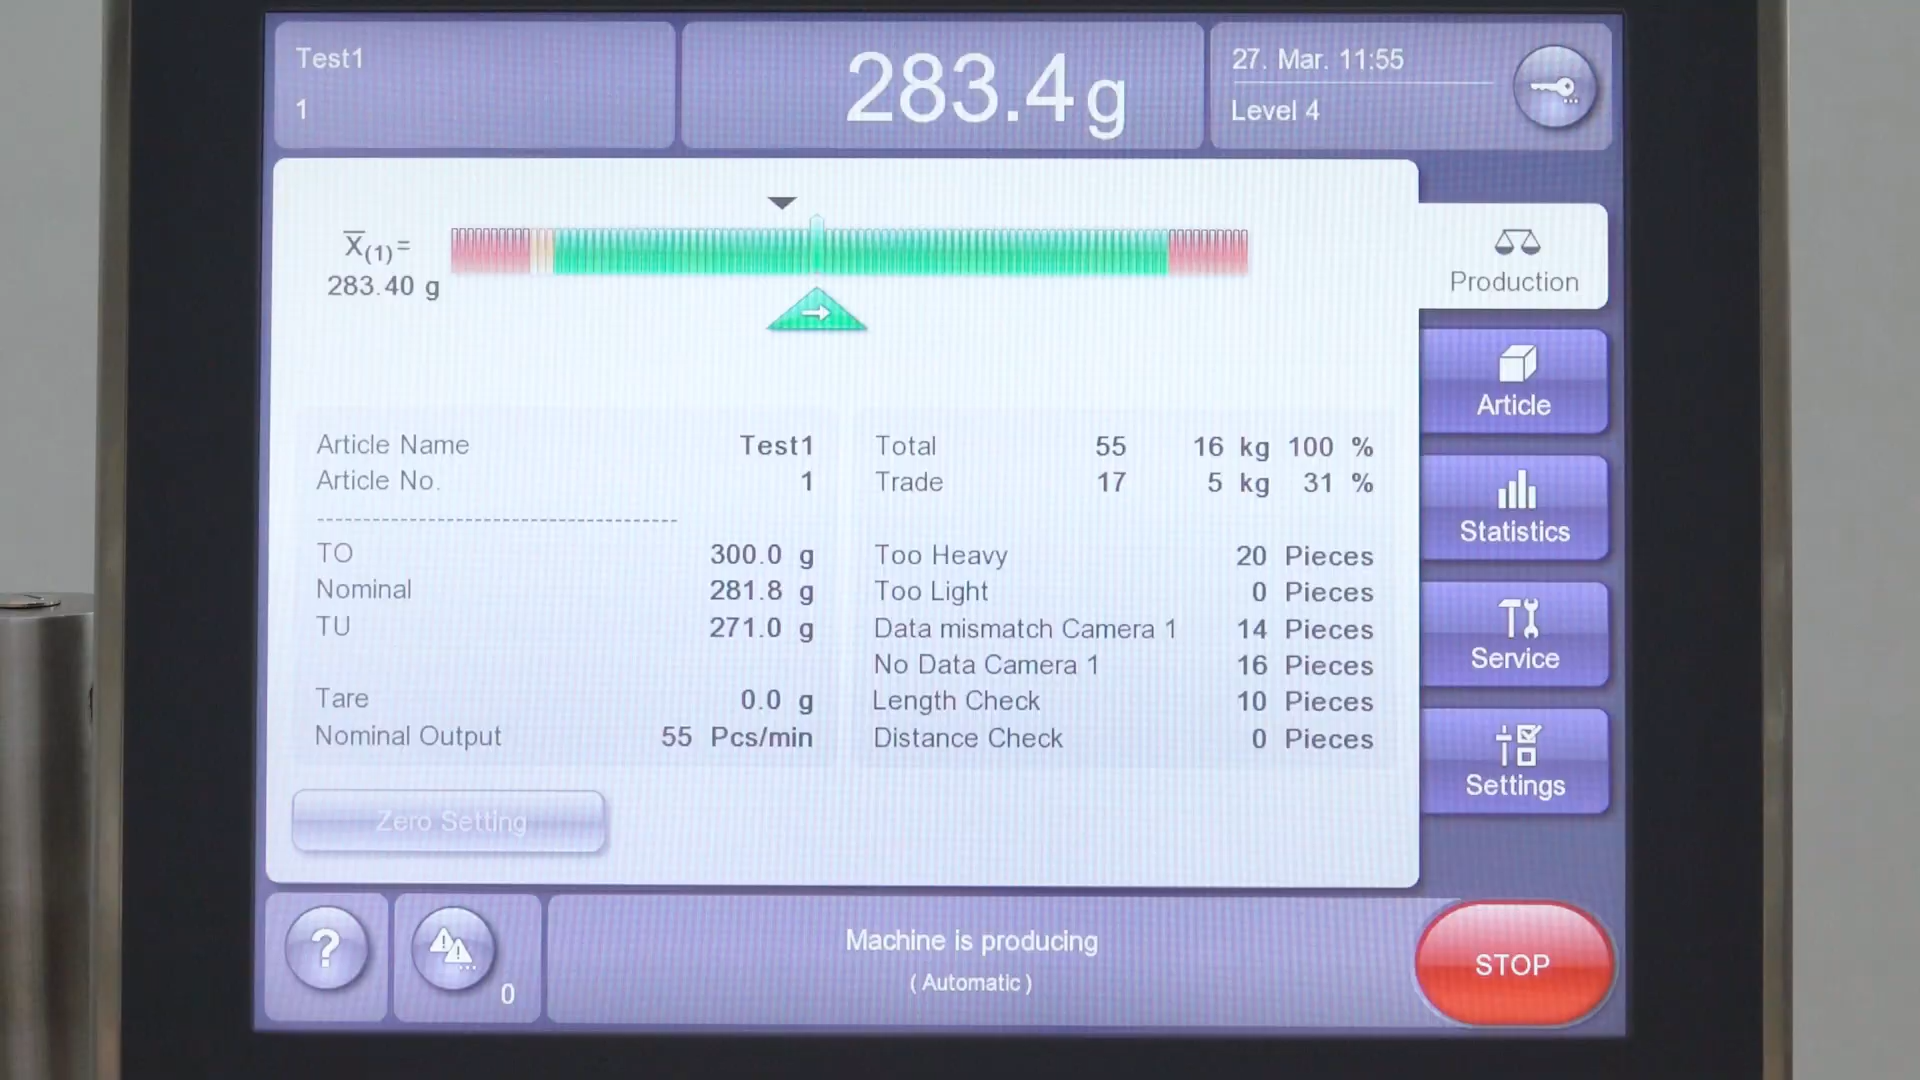 Test1
1
283.4 g
27. Mar. 11:55
Level 4
X(1)=
283.40 g
Production
Article
Statistics
Service
Settings
Article Name Test1
Article No. 1
TO 300.0 g
Nominal 281.8 g
TU 271.0 g
Tare 0.0 g
Nominal Output 55 Pcs/min
Total 55 16 kg 100 %
Trade 17 5 kg 31 %
Too Heavy 20 Pieces
Too Light 0 Pieces
Data mismatch Camera 1 14 Pieces
No Data Camera 1 16 Pieces
Length Check 10 Pieces
Distance Check 0 Pieces
Zero Setting
?
0
Machine is producing
( Automatic )
STOP